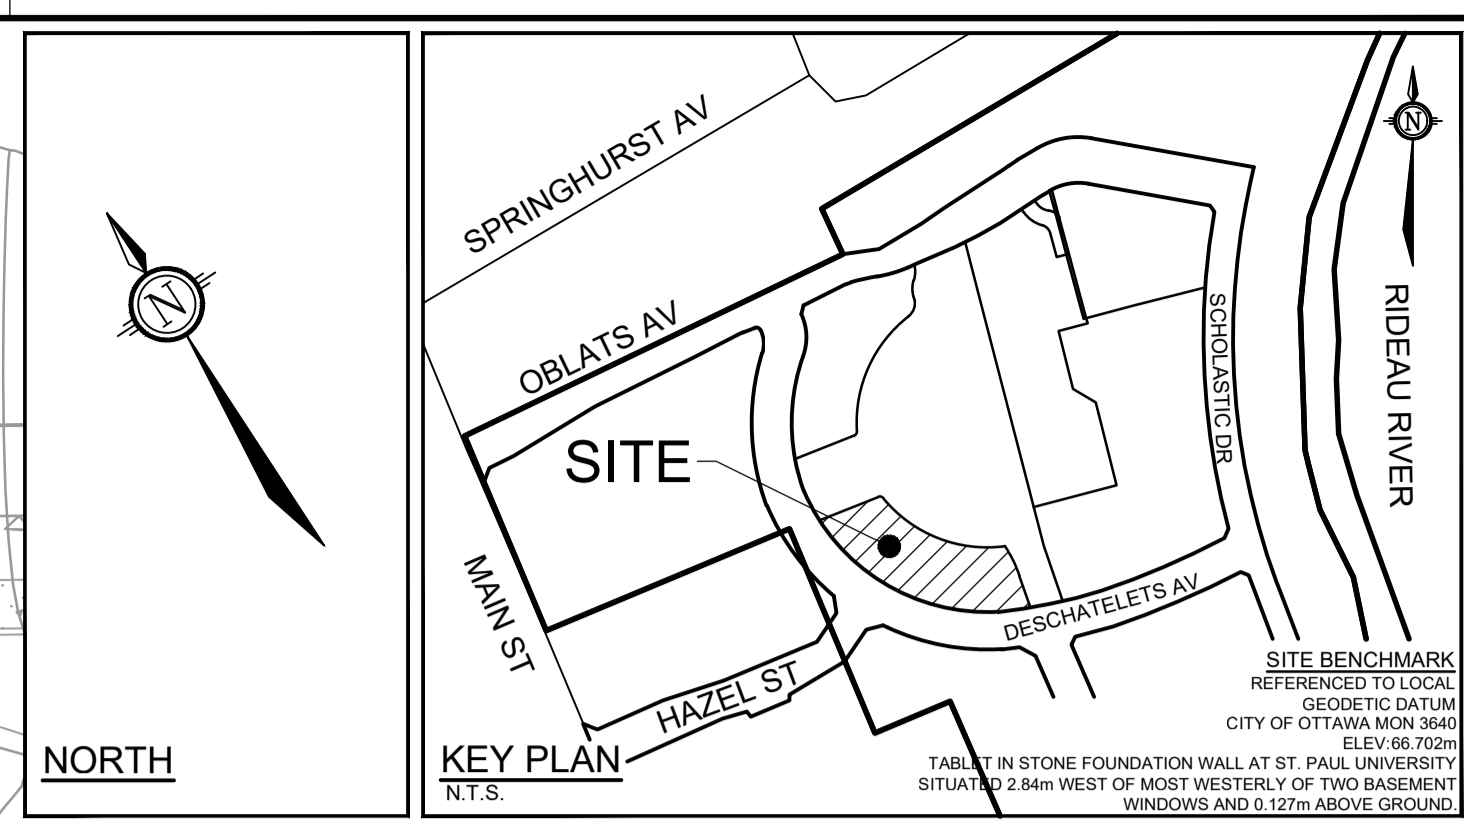 N
NORTH
SPRINGHURST AV
OBLATS AV
SITE
MAIN ST
HAZEL ST
DESCHATELETS AV
SCHOLASTIC DR
RIDEAU RIVER
N
KEY PLAN
N.T.S.
SITE BENCHMARK
REFERENCED TO LOCAL
GEODETIC DATUM
CITY OF OTTAWA MON 3640
ELEV:66.702m
TABLET IN STONE FOUNDATION WALL AT ST. PAUL UNIVERSITY
SITUATED 2.84m WEST OF MOST WESTERLY OF TWO BASEMENT
WINDOWS AND 0.127m ABOVE GROUND.